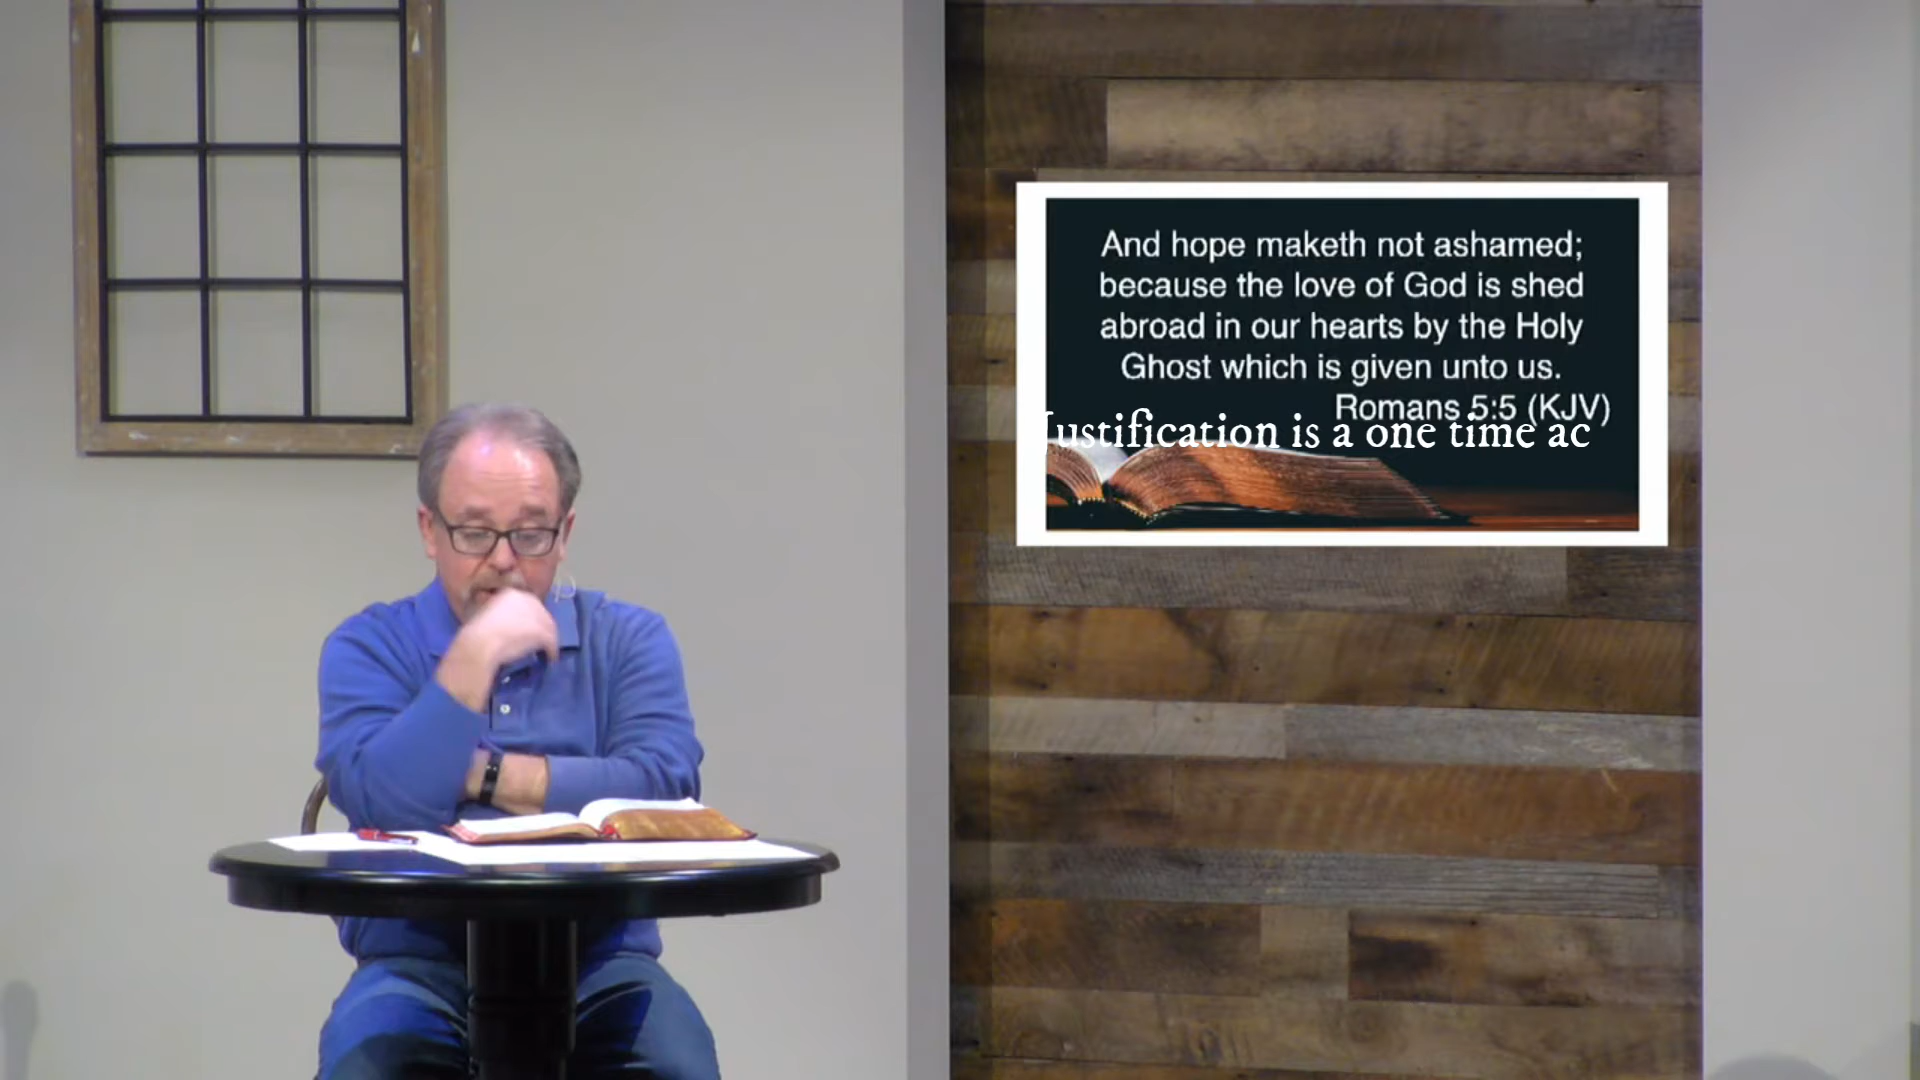 And hope maketh not ashamed;
because the love of God is shed
abroad in our hearts by the Holy
Ghost which is given unto us.
Romans 5:5 (KJV)
Justification is a one time ac